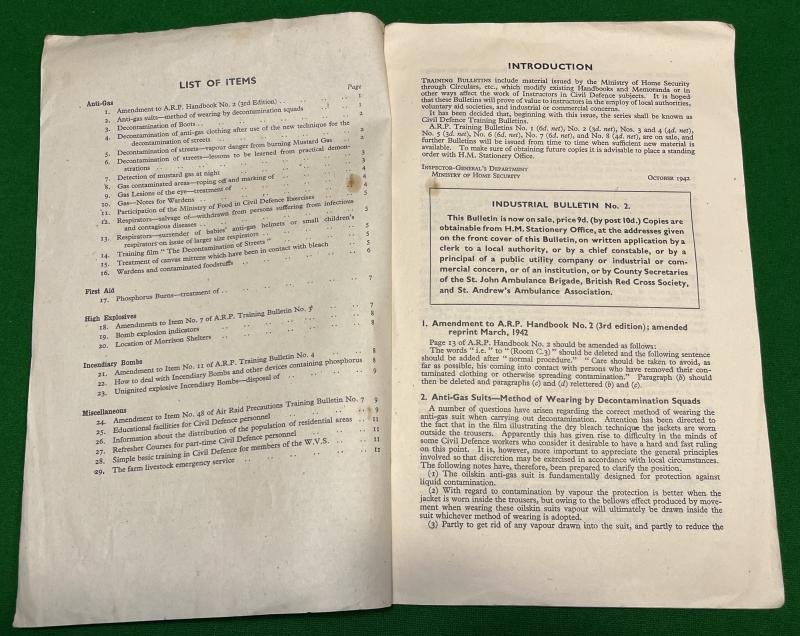 LIST OF ITEMS
Page
Anti-Gas
1. Amendment to A.R.P. Handbook No. 2 (3rd Edition) .. .. .. 1
2. Anti-gas suits—method of wearing by decontamination squads .. 1
3. Decontamination of Boots .. .. .. .. .. .. 2
4. Decontamination of anti-gas clothing after use of the new technique for the
decontamination of streets .. .. .. .. .. 2
5. Decontamination of streets—vapour danger from burning Mustard Gas 2
6. Decontamination of streets—lessons to be learned from practical demon-
strations .. .. .. .. .. .. .. 3
7. Detection of mustard gas at night .. .. .. .. 3
8. Gas contaminated areas—roping off and marking of .. .. .. 4
9. Gas Lesions of the eye—treatment of .. .. .. .. 4
10. Gas—Notes for Wardens .. .. .. .. .. 4
11. Participation of the Ministry of Food in Civil Defence Exercises .. 4
12. Respirators—salvage of—withdrawn from persons suffering from infectious
and contagious diseases .. .. .. .. .. 5
13. Respirators—surrender of babies' anti-gas helmets or small children's
respirators on issue of larger size respirators .. .. .. 5
14. Training film "The Decontamination of Streets" .. .. .. 5
15. Treatment of canvas mittens which have been in contact with bleach 5
16. Wardens and contaminated foodstuffs .. .. .. .. 6
First Aid
17. Phosphorus Burns—treatment of .. .. .. .. .. 7
High Explosives
18. Amendments to Item No. 7 of A.R.P. Training Bulletin No. 3 .. 7
19. Bomb explosion indicators .. .. .. .. .. 8
20. Location of Morrison Shelters .. .. .. .. .. 8
Incendiary Bombs
21. Amendment to Item No. 11 of A.R.P. Training Bulletin No. 4 .. 8
22. How to deal with Incendiary Bombs and other devices containing phosphorus 8
23. Unignited explosive Incendiary Bombs—disposal of .. .. .. 9
Miscellaneous
24. Amendment to Item No. 48 of Air Raid Precautions Training Bulletin No. 7 9
25. Educational facilities for Civil Defence personnel .. .. .. 9
26. Information about the distribution of the population of residential areas .. 11
27. Refresher Courses for part-time Civil Defence personnel .. .. 11
28. Simple basic training in Civil Defence for members of the W.V.S. .. 11
29. The farm livestock emergency service .. .. .. .. 11
INTRODUCTION
TRAINING BULLETINS include material issued by the Ministry of Home Security
through Circulars, etc., which modify existing Handbooks and Memoranda or in
other ways affect the work of Instructors in Civil Defence subjects. It is hoped
that these Bulletins will prove of value to instructors in the employ of local authorities,
voluntary aid societies, and industrial or commercial concerns.
It has been decided that, beginning with this issue, the series shall be known as
Civil Defence Training Bulletins.
A.R.P. Training Bulletins No. 1 (6d. net), No. 2 (3d. net), Nos. 3 and 4 (4d. net),
No. 5 (3d. net), No. 6 (6d. net), No. 7 (6d. net), and No. 8 (4d. net), are on sale, and
further Bulletins will be issued from time to time when sufficient new material is
available. To make sure of obtaining future copies it is advisable to place a standing
order with H.M. Stationery Office.
INSPECTOR-GENERAL'S DEPARTMENT
MINISTRY OF HOME SECURITY OCTOBER 1942
INDUSTRIAL BULLETIN No. 2.
This Bulletin is now on sale, price 9d. (by post 10d.) Copies are
obtainable from H.M. Stationery Office, at the addresses given
on the front cover of this Bulletin, on written application by a
clerk to a local authority, or by a chief constable, or by a
principal of a public utility company or industrial or com-
mercial concern, or of an institution, or by County Secretaries
of the St. John Ambulance Brigade, British Red Cross Society,
and St. Andrew's Ambulance Association.
1. Amendment to A.R.P. Handbook No. 2 (3rd edition); amended
reprint March, 1942
Page 13 of A.R.P. Handbook No. 2 should be amended as follows:
The words "i.e." to "(Room C.3)" should be deleted and the following sentence
should be added after "normal procedure." "Care should be taken to avoid, as
far as possible, his coming into contact with persons who have removed their con-
taminated clothing or otherwise spreading contamination." Paragraph (b) should
then be deleted and paragraphs (c) and (d) relettered (b) and (c).
2. Anti-Gas Suits—Method of Wearing by Decontamination Squads
A number of questions have arisen regarding the correct method of wearing the
anti-gas suit when carrying out decontamination. Attention has been directed to
the fact that in the film illustrating the dry bleach technique the jackets are worn
outside the trousers. Apparently this has given rise to difficulty in the minds of
some Civil Defence workers who consider it desirable to have a hard and fast ruling
on this point. It is, however, more important to appreciate the general principles
involved so that discretion may be exercised in accordance with local circumstances.
The following notes have, therefore, been prepared to clarify the position.
(1) The oilskin anti-gas suit is fundamentally designed for protection against
liquid contamination.
(2) With regard to contamination by vapour the protection is better when the
jacket is worn inside the trousers, but owing to the bellows effect produced by move-
ment when wearing these oilskin suits vapour will ultimately be drawn inside the
suit whichever method of wearing is adopted.
(3) Partly to get rid of any vapour drawn into the suit, and partly to reduce the